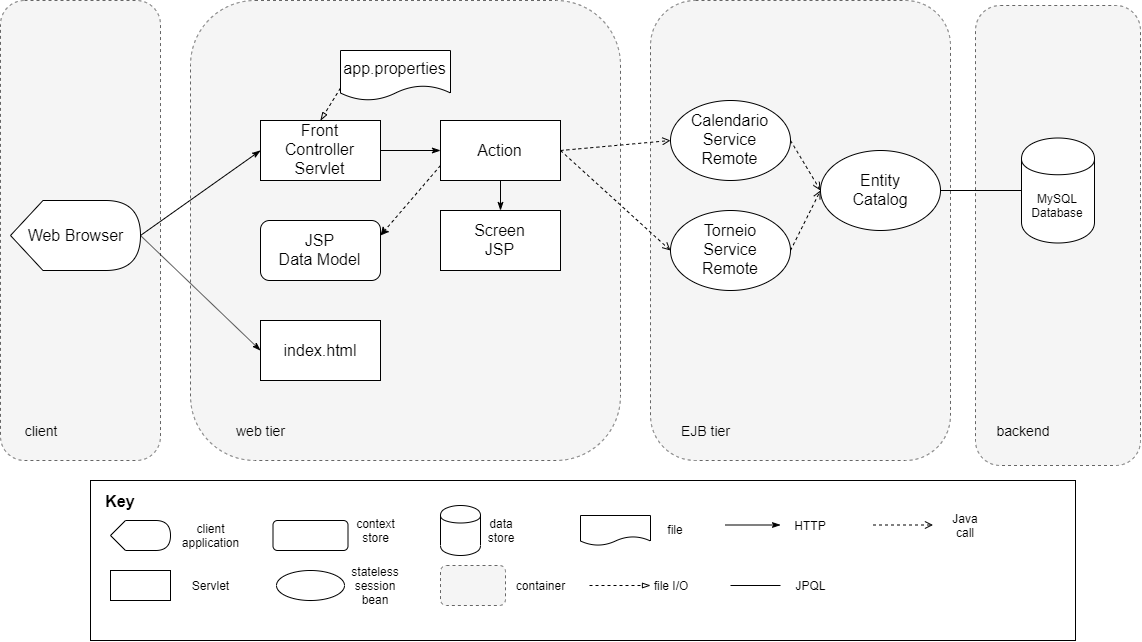 app.properties
Front
Controller
Servlet
Action
Calendario
Service
Remote
Entity
Catalog
MySQL
Database
Web Browser
JSP
Data Model
Screen
JSP
Torneio
Service
Remote
index.html
client
web tier
EJB tier
backend
Key
client
application
context
store
data
store
file
HTTP
Java
call
Servlet
stateless
session
bean
container
file I/O
JPQL